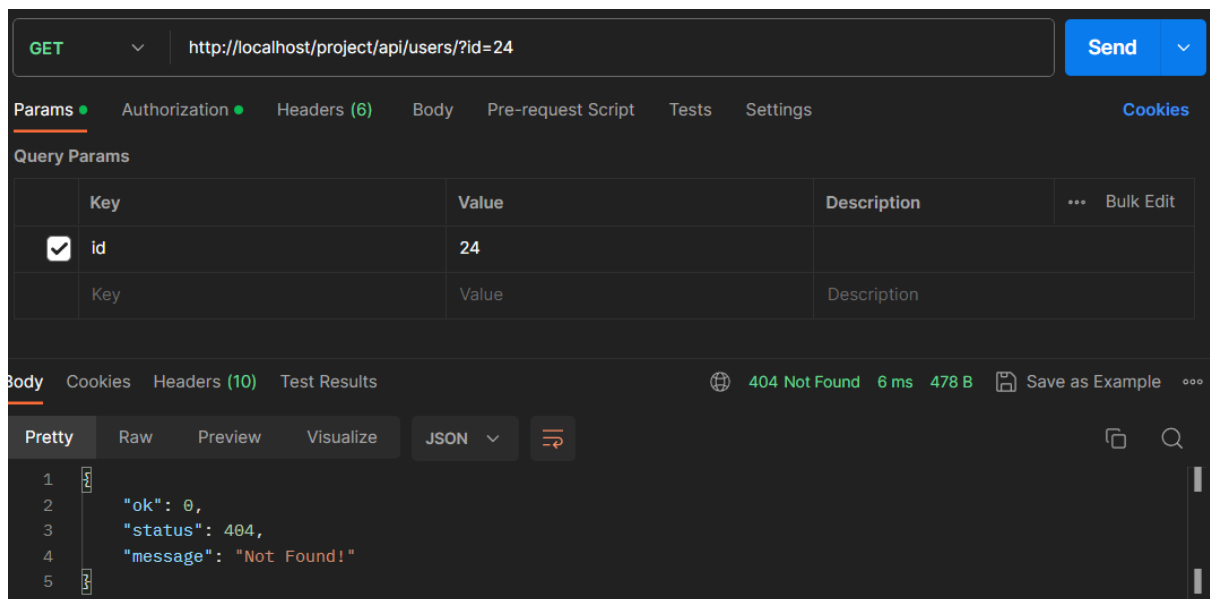 GET http://localhost/project/api/users/?id=24 Send
Params Authorization Headers (6) Body Pre-request Script Tests Settings Cookies
Query Params
Key Value Description ••• Bulk Edit
id 24
Key Value Description
Body Cookies Headers (10) Test Results 404 Not Found 6 ms 478 B Save as Example •••
Pretty Raw Preview Visualize JSON
1 {
2 "ok": 0,
3 "status": 404,
4 "message": "Not Found!"
5 }